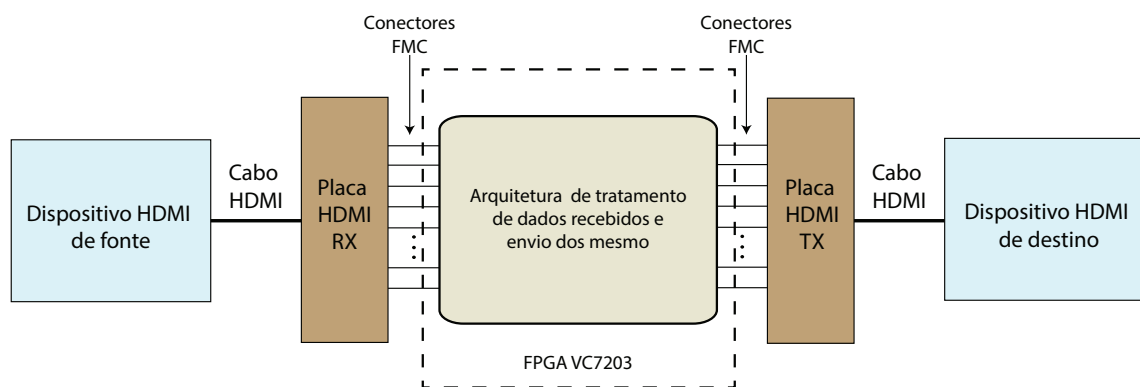 Conectores
FMC
Conectores
FMC
Dispositivo HDMI
de fonte
Cabo
HDMI
Placa
HDMI
RX
Arquitetura de tratamento
de dados recebidos e
envio dos mesmo
Placa
HDMI
TX
Cabo
HDMI
Dispositivo HDMI
de destino
FPGA VC7203